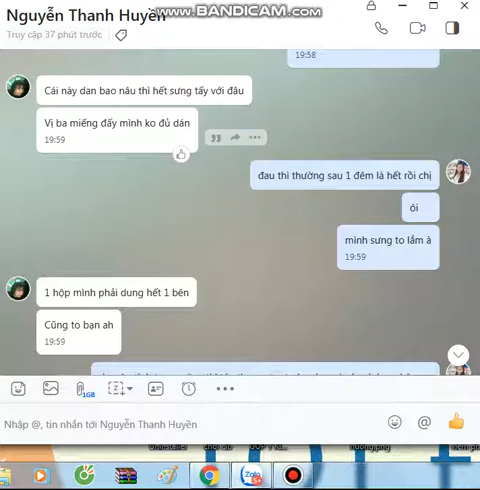 Nguyễn Thanh Huyền
www.BANDICAM.com
Truy cập 37 phút trước
19:58
Cái này dan bao nâu thì hết sưng tấy với đâu
Vị ba miếng đấy mình ko đủ dán
19:59
đau thì thường sau 1 đêm là hết rồi chị
ôi
mình sưng to lắm à
19:59
1 hộp mình phải dung hết 1 bên
Cũng to bạn ah
19:59
1GB
Nhập @, tin nhắn tới Nguyễn Thanh Huyền
Uninstaller
Zalo
5+